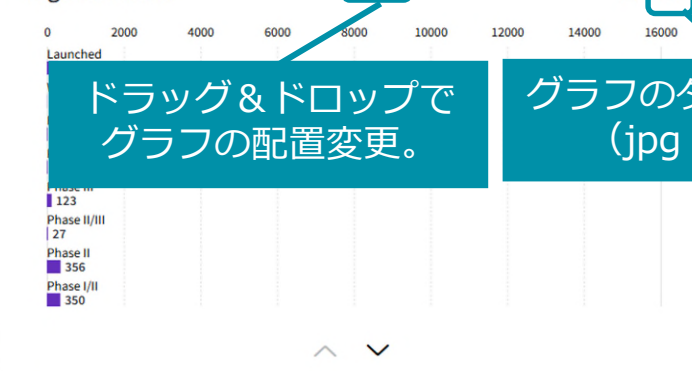 0 2000 4000 6000 8000 10000 12000 14000 16000
Launched
ドラッグ＆ドロップで
グラフの配置変更。
グラフの
（jpg
123
Phase II/III
27
Phase II
356
Phase I/II
350